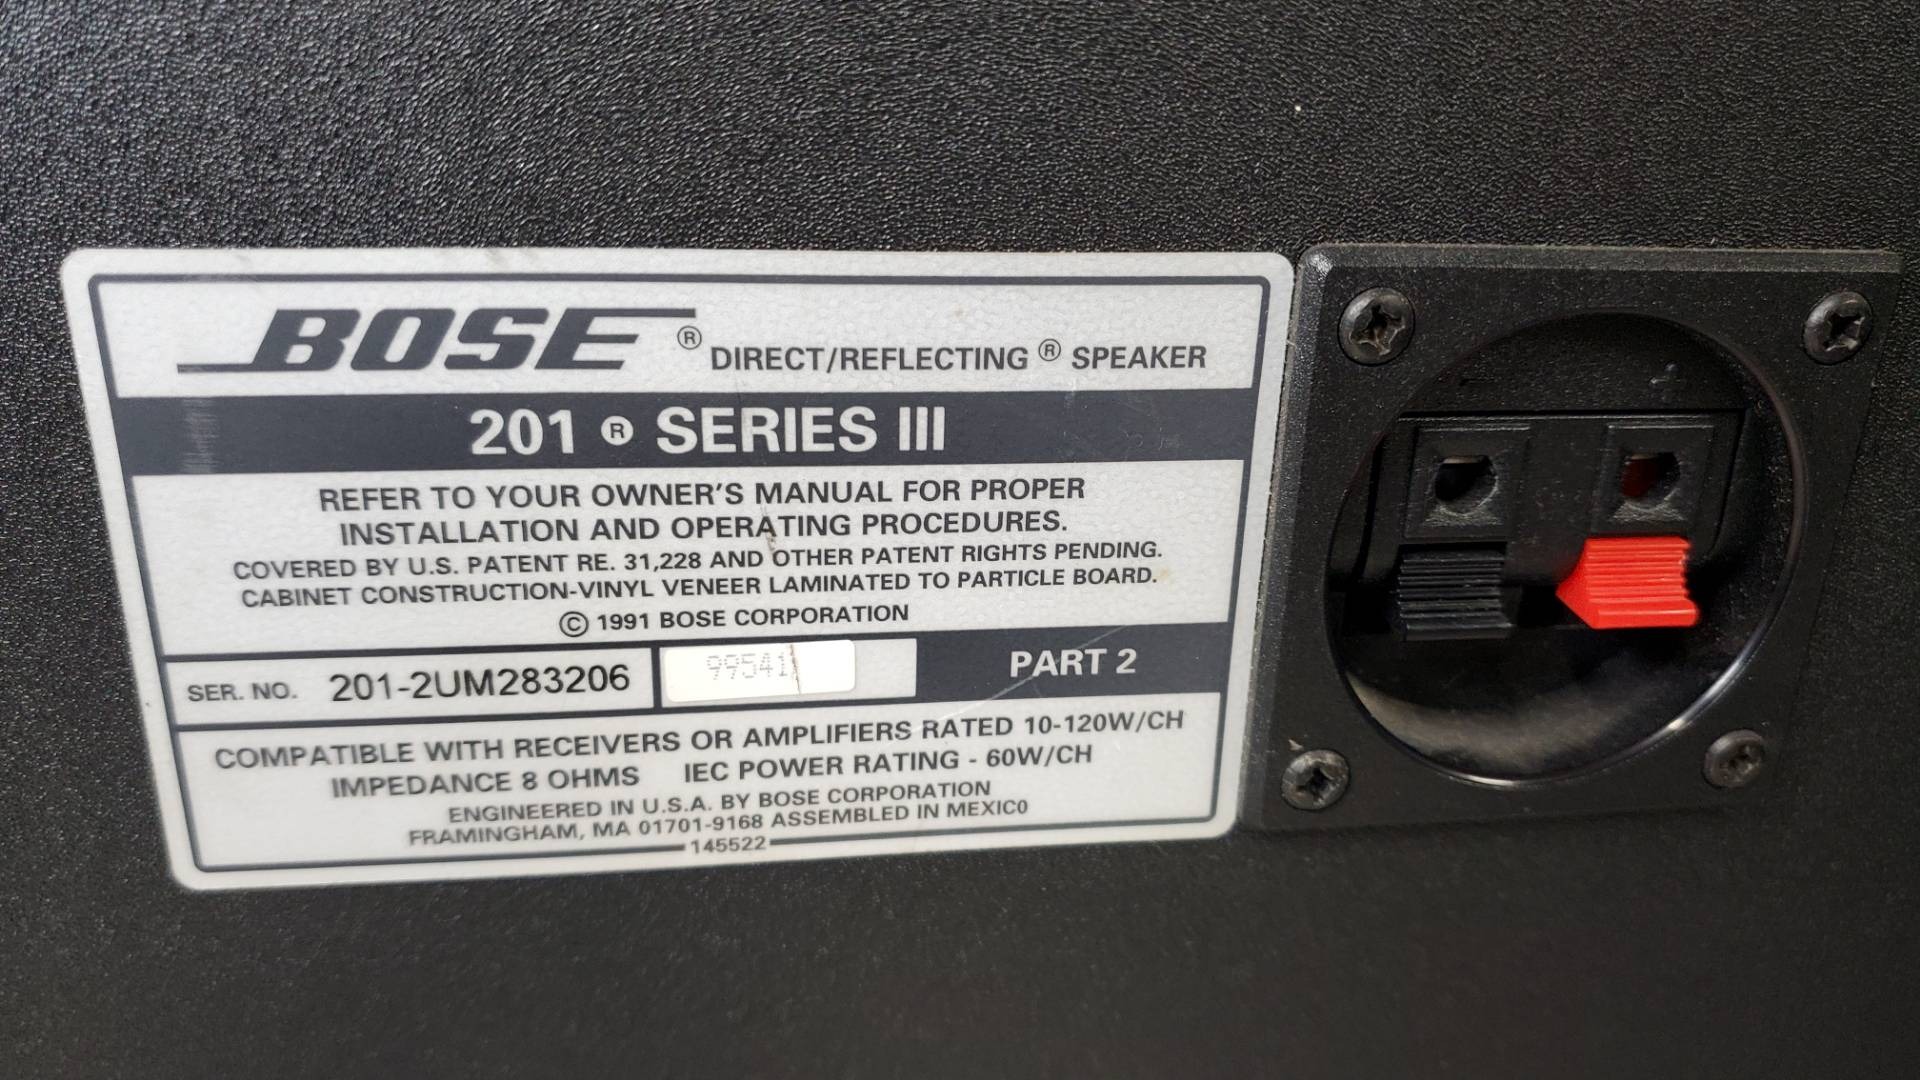 BOSE ® DIRECT/REFLECTING ® SPEAKER
201 ® SERIES III
REFER TO YOUR OWNER'S MANUAL FOR PROPER
INSTALLATION AND OPERATING PROCEDURES.
COVERED BY U.S. PATENT RE. 31,228 AND OTHER PATENT RIGHTS PENDING.
CABINET CONSTRUCTION-VINYL VENEER LAMINATED TO PARTICLE BOARD.
© 1991 BOSE CORPORATION
SER. NO. 201-2UM283206 99541 PART 2
COMPATIBLE WITH RECEIVERS OR AMPLIFIERS RATED 10-120W/CH
IMPEDANCE 8 OHMS IEC POWER RATING - 60W/CH
ENGINEERED IN U.S.A. BY BOSE CORPORATION
FRAMINGHAM, MA 01701-9168 ASSEMBLED IN MEXICO
145522
- +